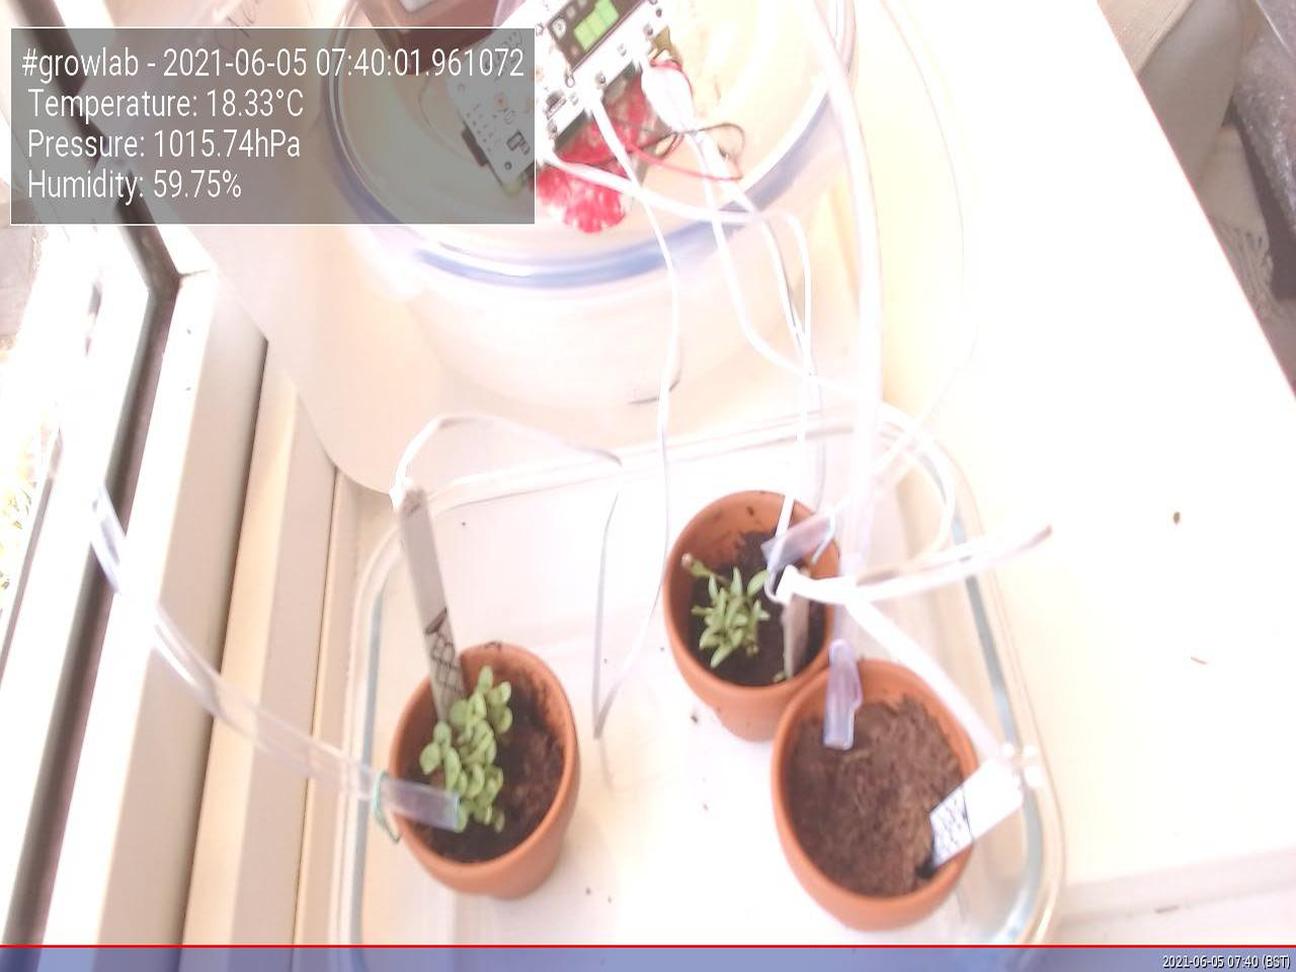 #growlab - 2021-06-05 07:40:01.961072
Temperature: 18.33°C
Pressure: 1015.74hPa
Humidity: 59.75%
2021-06-05 07:40 (BST)